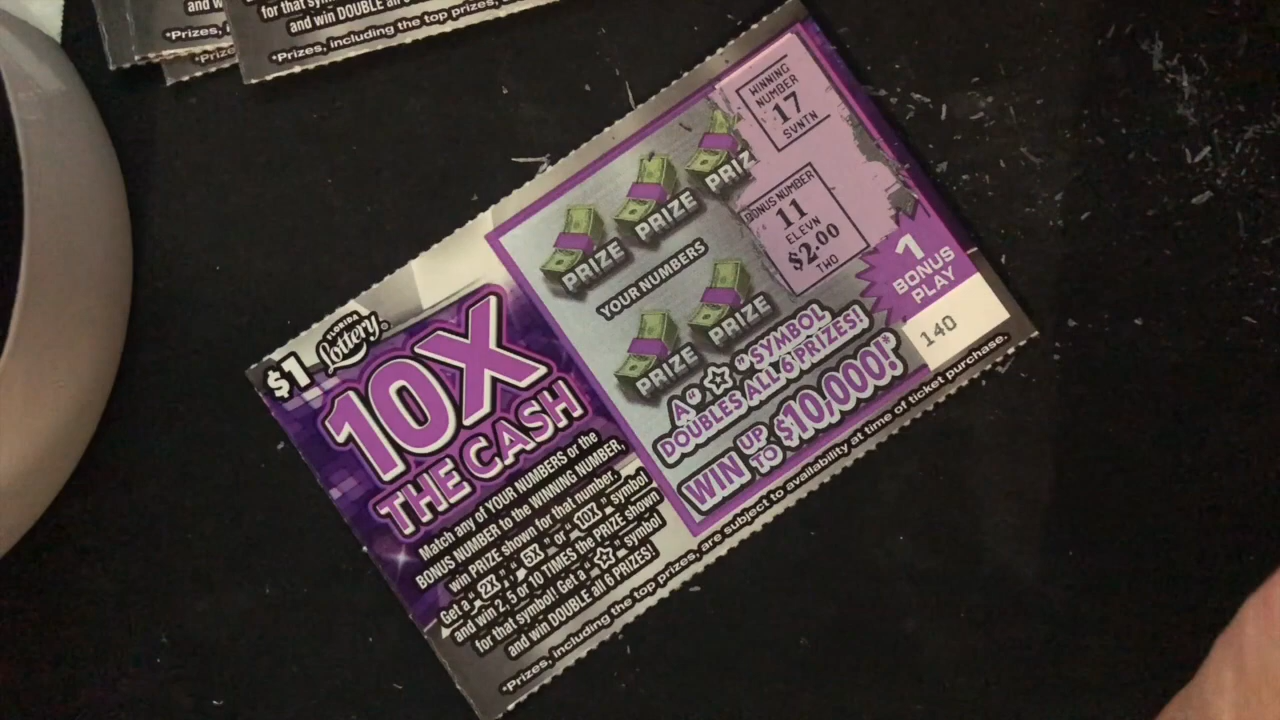 for that sym
and win DOUBLE all 6
*Prizes, including the top prizes,
and w
*Prizes, i
*Prize
WINNING
NUMBER
17
SVNTN
BONUS NUMBER
11
ELEVN
$2.00
TWO
PRIZE
PRIZE
PRIZ
YOUR NUMBERS
PRIZE
PRIZE
1
BONUS
PLAY
140
A "☆" SYMBOL
DOUBLES ALL 6 PRIZES!
WIN UP TO $10,000!*
$1
FLORIDA
Lottery®
10X
THE CASH
Match any of YOUR NUMBERS or the
BONUS NUMBER to the WINNING NUMBER,
win PRIZE shown for that number.
Get a "2X", "5X" or "10X" symbol
and win 2, 5 or 10 TIMES the PRIZE shown
for that symbol! Get a "☆" symbol
and win DOUBLE all 6 PRIZES!
*Prizes, including the top prizes, are subject to availability at time of ticket purchase.